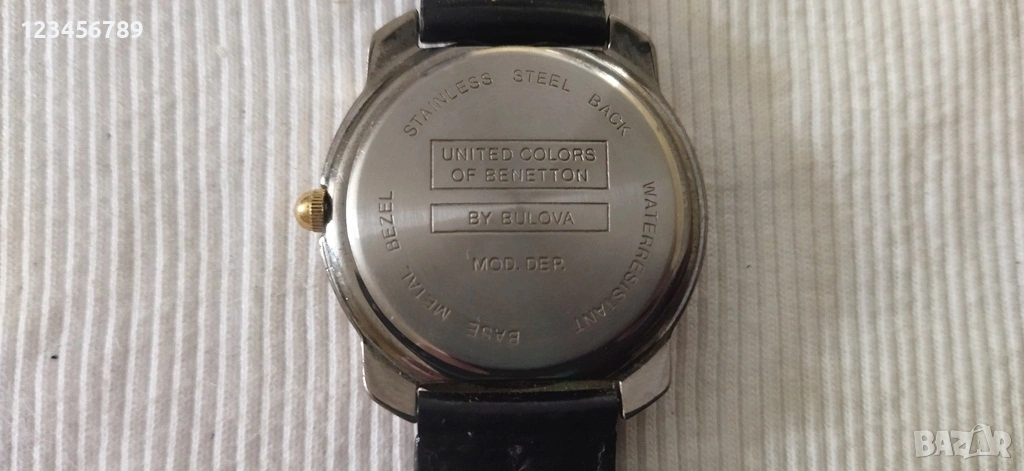 123456789
STAINLESS STEEL BACK
UNITED COLORS
OF BENETTON
BY BULOVA
MOD. DEP.
WATERRESISTANT
BASE METAL BEZEL
BAZAR